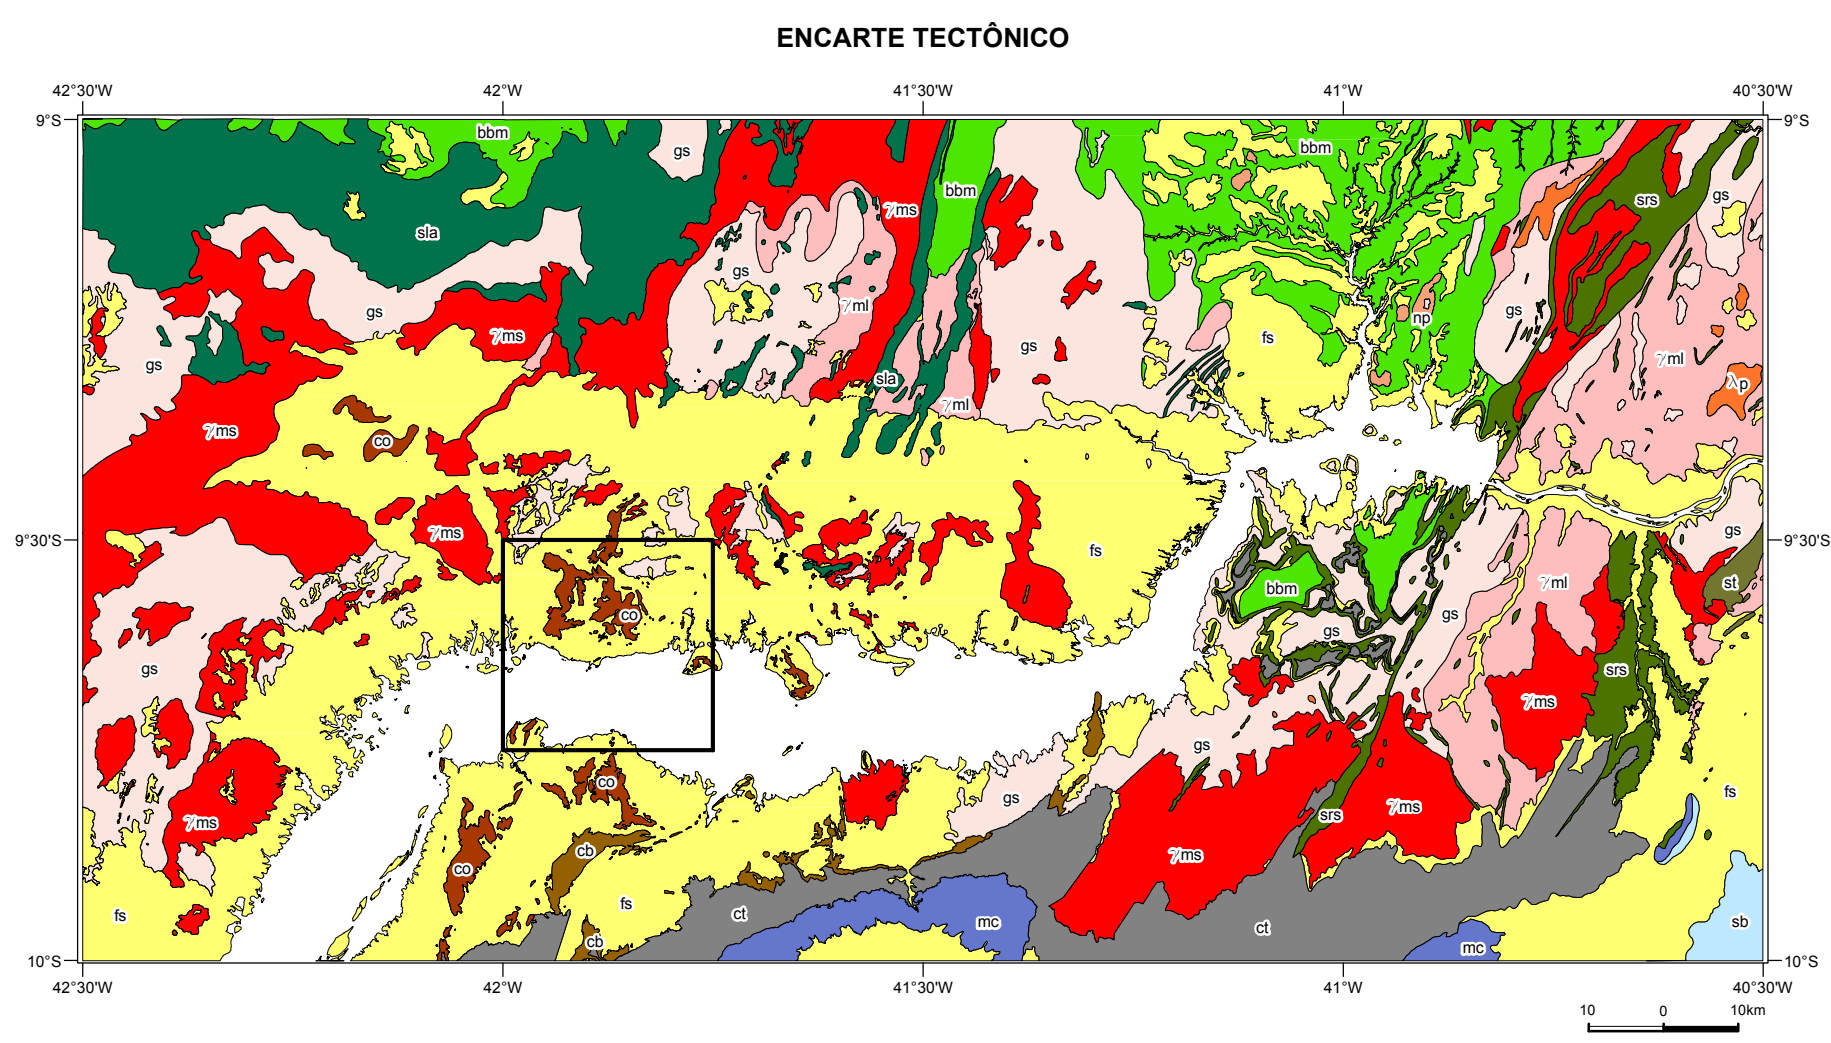 ENCARTE TECTÔNICO
42°30'W 42°W 41°30'W 41°W 40°30'W
9°S 9°S
bbm bbm
gs
bbm gs
srs
γms
sla
gs
γml
gs np
gs
γms fs
gs gs γml
sla λp
γml
γms co
γms gs
9°30'S fs 9°30'S
γml st
bbm
co gs
gs
gs srs
γms
gs
co gs fs
γms srs γms
cb γms
co
fs fs ct mc ct sb
cb mc
10°S 10°S
42°30'W 42°W 41°30'W 41°W 40°30'W
10 0 10km